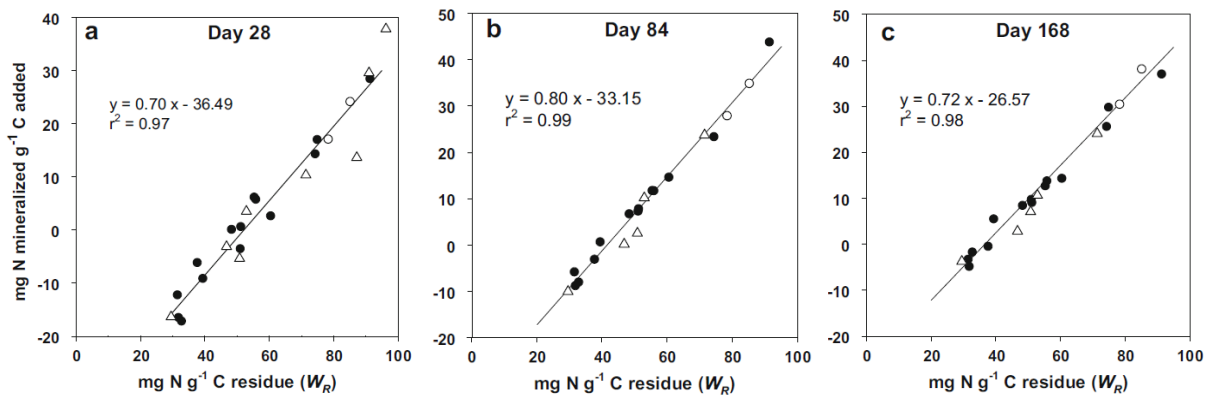 a
Day 28
y = 0.70 x - 36.49
r² = 0.97
40
30
20
10
0
-10
-20
0
20
40
60
80
100
mg N mineralized g⁻¹ C added
mg N g⁻¹ C residue (W_R)
b
Day 84
y = 0.80 x - 33.15
r² = 0.99
50
40
30
20
10
0
-10
-20
0
20
40
60
80
100
mg N g⁻¹ C residue (W_R)
c
Day 168
y = 0.72 x - 26.57
r² = 0.98
50
40
30
20
10
0
-10
-20
0
20
40
60
80
100
mg N g⁻¹ C residue (W_R)